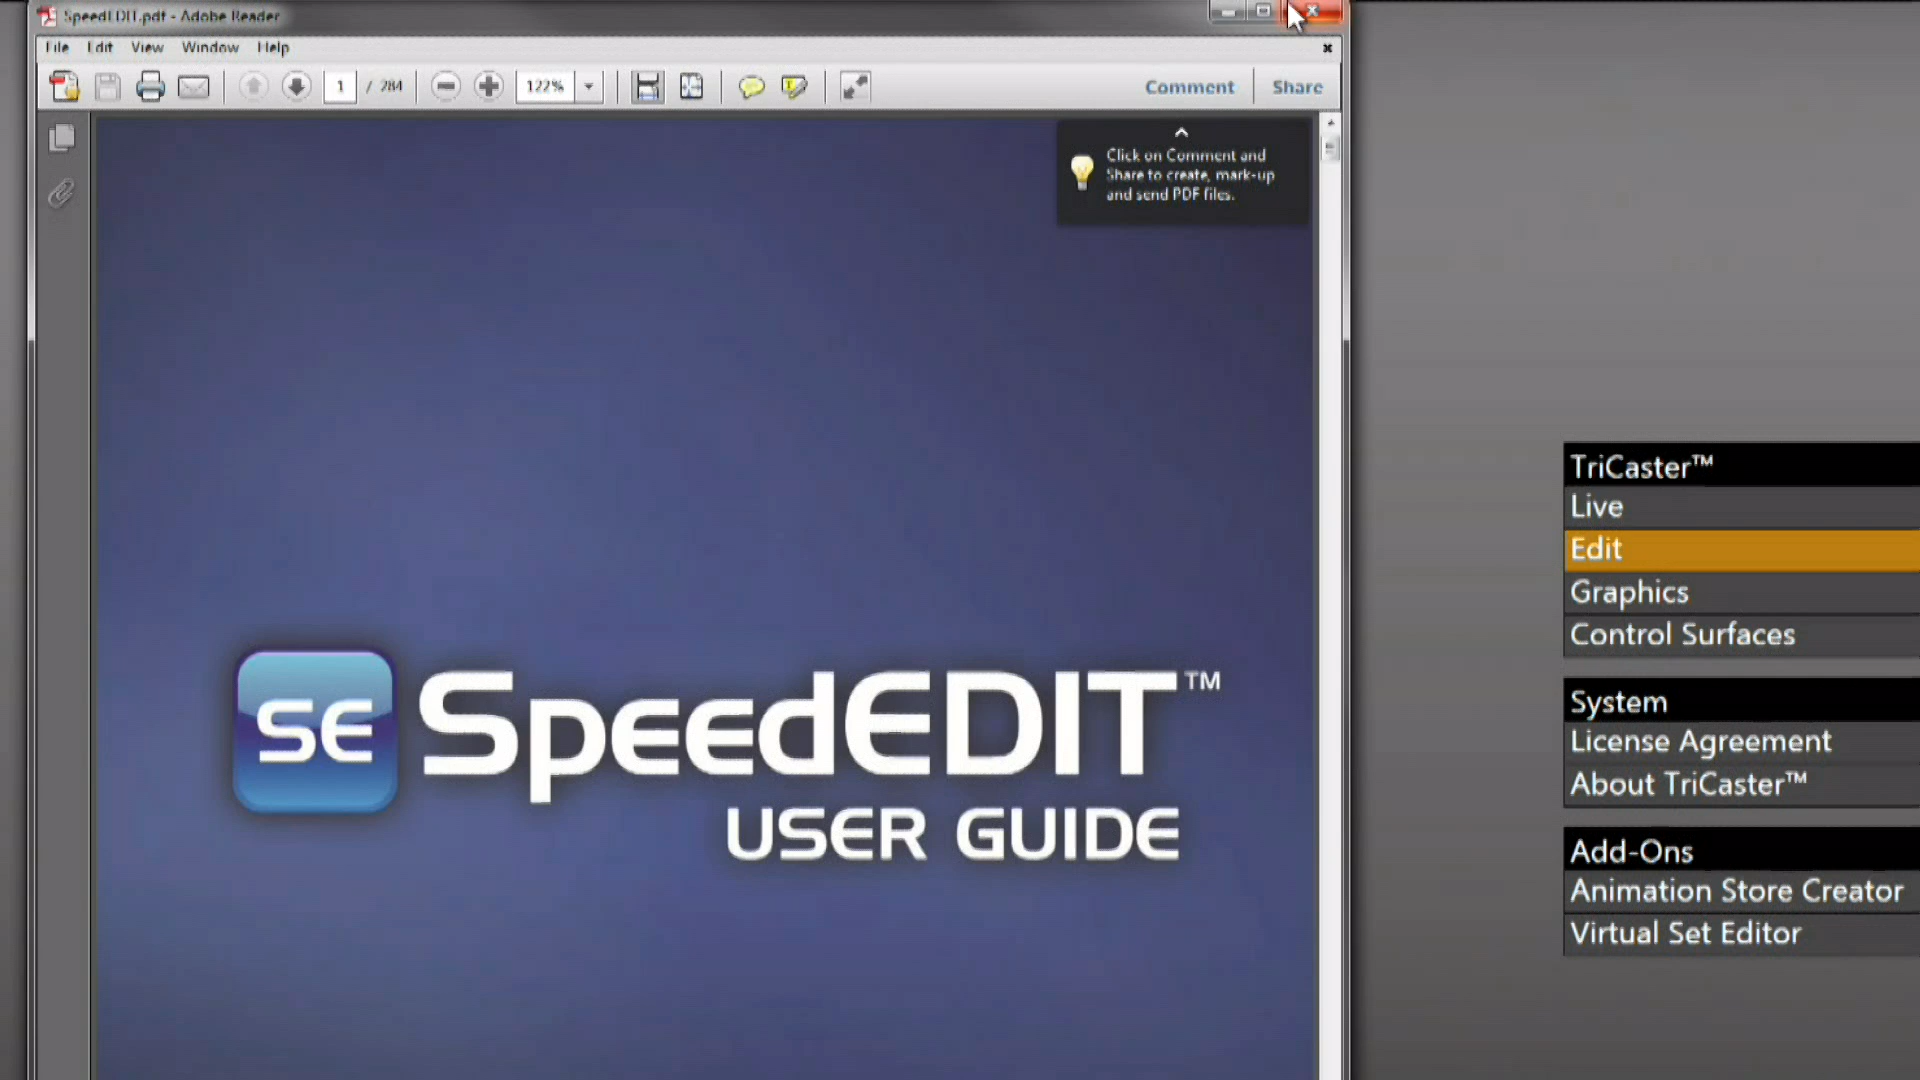 SpeedEDIT.pdf - Adobe Reader
File Edit View Window Help
1 / 284 122% Comment Share
Click on Comment and
Share to create, mark-up
and send PDF files.
SE SpeedEDIT™
USER GUIDE
TriCaster™
Live
Edit
Graphics
Control Surfaces
System
License Agreement
About TriCaster™
Add-Ons
Animation Store Creator
Virtual Set Editor